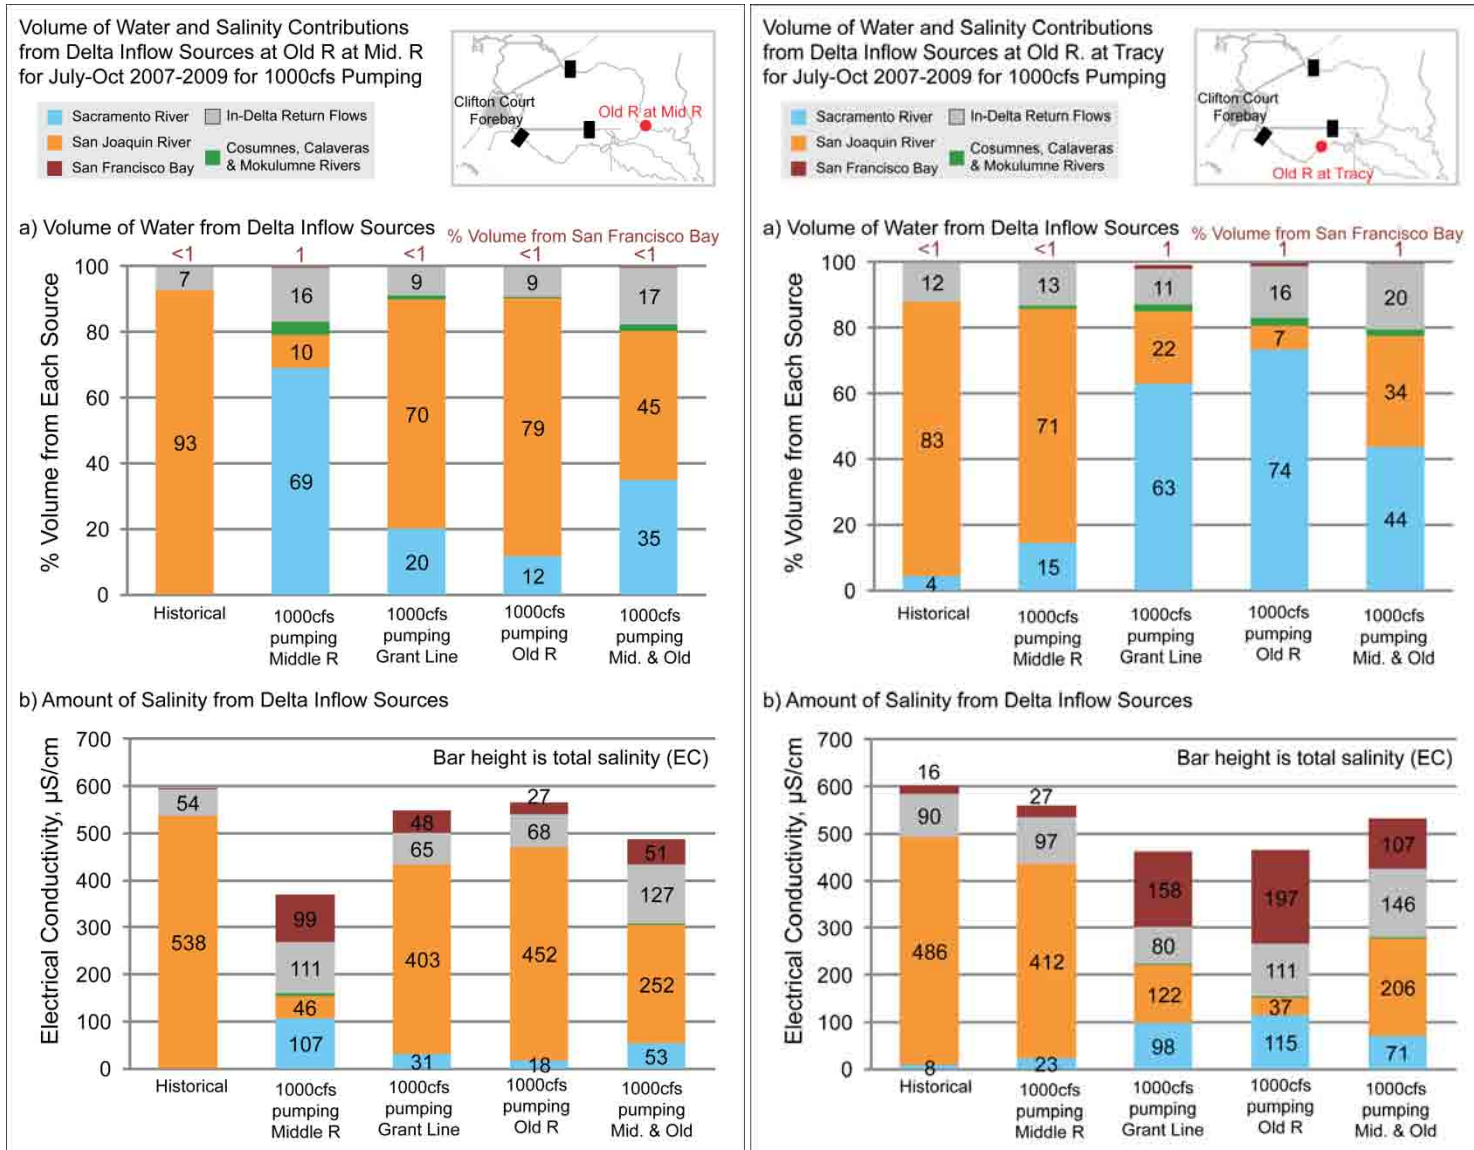 Volume of Water and Salinity Contributions
from Delta Inflow Sources at Old R at Mid. R
for July-Oct 2007-2009 for 1000cfs Pumping
Sacramento River
In-Delta Return Flows
San Joaquin River
Cosumnes, Calaveras
& Mokulumne Rivers
San Francisco Bay
Clifton Court
Forebay
Old R at Mid R
a) Volume of Water from Delta Inflow Sources
% Volume from San Francisco Bay
<1 1 <1 <1 <1
% Volume from Each Source
100
80
60
40
20
0
7
93
16
10
69
9
70
20
9
79
12
17
45
35
Historical
1000cfs
pumping
Middle R
1000cfs
pumping
Grant Line
1000cfs
pumping
Old R
1000cfs
pumping
Mid. & Old
b) Amount of Salinity from Delta Inflow Sources
Bar height is total salinity (EC)
Electrical Conductivity, µS/cm
700
600
500
400
300
200
100
0
54
538
99
111
46
107
48
65
403
31
27
68
452
18
51
127
252
53
Historical
1000cfs
pumping
Middle R
1000cfs
pumping
Grant Line
1000cfs
pumping
Old R
1000cfs
pumping
Mid. & Old
Volume of Water and Salinity Contributions
from Delta Inflow Sources at Old R. at Tracy
for July-Oct 2007-2009 for 1000cfs Pumping
Sacramento River
In-Delta Return Flows
San Joaquin River
Cosumnes, Calaveras
& Mokulumne Rivers
San Francisco Bay
Clifton Court
Forebay
Old R at Tracy
a) Volume of Water from Delta Inflow Sources
% Volume from San Francisco Bay
<1 <1 1 1 1
% Volume from Each Source
100
80
60
40
20
0
12
83
4
13
71
15
11
22
63
16
7
74
20
34
44
Historical
1000cfs
pumping
Middle R
1000cfs
pumping
Grant Line
1000cfs
pumping
Old R
1000cfs
pumping
Mid. & Old
b) Amount of Salinity from Delta Inflow Sources
Bar height is total salinity (EC)
Electrical Conductivity, µS/cm
700
600
500
400
300
200
100
0
16
90
486
8
27
97
412
23
158
80
122
98
197
111
37
115
107
146
206
71
Historical
1000cfs
pumping
Middle R
1000cfs
pumping
Grant Line
1000cfs
pumping
Old R
1000cfs
pumping
Mid. & Old